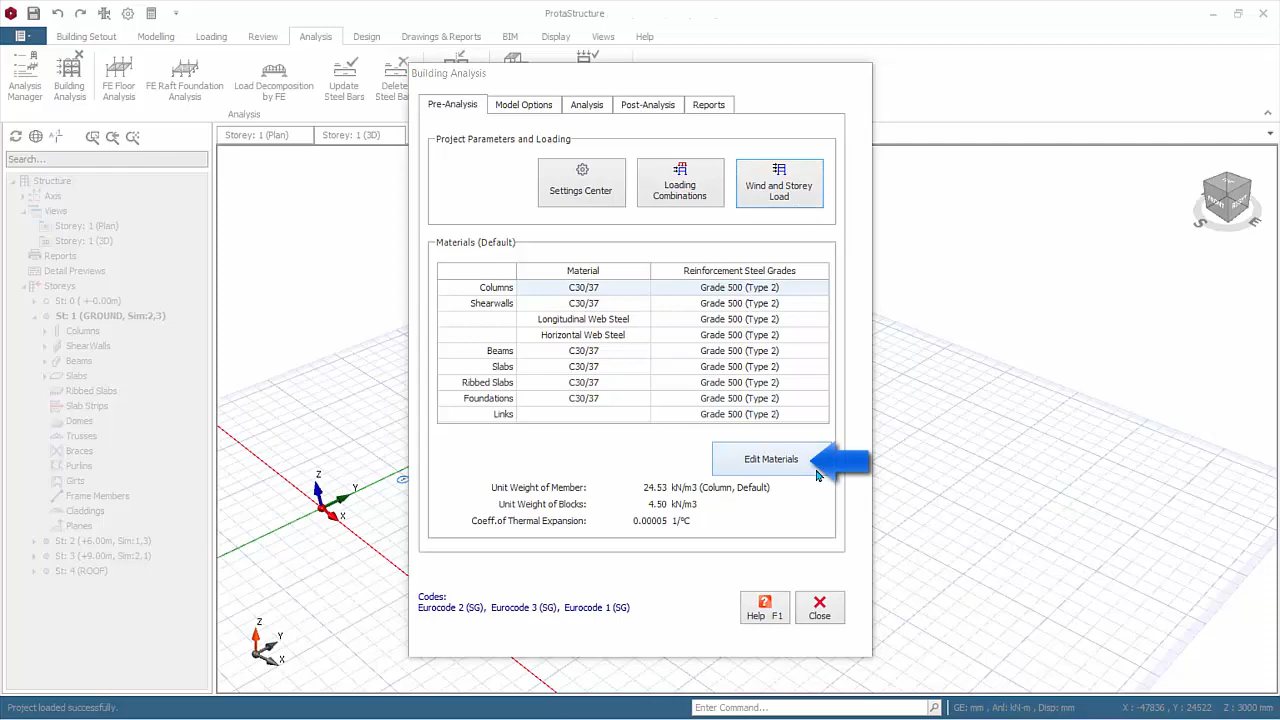 ProtaStructure
Building Setout
Modelling
Loading
Review
Analysis
Design
Drawings & Reports
BIM
Display
Views
Help
Analysis Manager
Building Analysis
FE Floor Analysis
FE Raft Foundation Analysis
Load Decomposition by FE
Update Steel Bars
Delete Steel Ba
Analysis
Storey: 1 (Plan)
Storey: 1 (3D)
Search...
Structure
Axis
Views
Storey: 1 (Plan)
Storey: 1 (3D)
Reports
Detail Previews
Storeys
St: 0 ( +-0.00m)
St: 1 (GROUND, Sim:2,3)
Columns
ShearWalls
Beams
Slabs
Ribbed Slabs
Slab Strips
Domes
Trusses
Braces
Purlins
Girts
Frame Members
Claddings
Planes
St: 2 (+6.00m, Sim:1,3)
St: 3 (+9.00m, Sim:2,1)
St: 4 (ROOF)
Building Analysis
Pre-Analysis
Model Options
Analysis
Post-Analysis
Reports
Project Parameters and Loading
Settings Center
Loading Combinations
Wind and Storey Load
Materials (Default)
Material Reinforcement Steel Grades
Columns C30/37 Grade 500 (Type 2)
Shearwalls C30/37 Grade 500 (Type 2)
Longitudinal Web Steel Grade 500 (Type 2)
Horizontal Web Steel Grade 500 (Type 2)
Beams C30/37 Grade 500 (Type 2)
Slabs C30/37 Grade 500 (Type 2)
Ribbed Slabs C30/37 Grade 500 (Type 2)
Foundations C30/37 Grade 500 (Type 2)
Links Grade 500 (Type 2)
Edit Materials
Unit Weight of Member: 24.53 kN/m3 (Column, Default)
Unit Weight of Blocks: 4.50 kN/m3
Coeff.of Thermal Expansion: 0.00005 1/°C
Codes:
Eurocode 2 (SG), Eurocode 3 (SG), Eurocode 1 (SG)
Help F1
Close
Z
Y
X
Z
Y
X
FRONT
S
E
Project loaded successfully.
Enter Command...
GE: mm , Anl: kN-m , Disp: mm
X : -47836 , Y : 24522
Z : 3000 mm